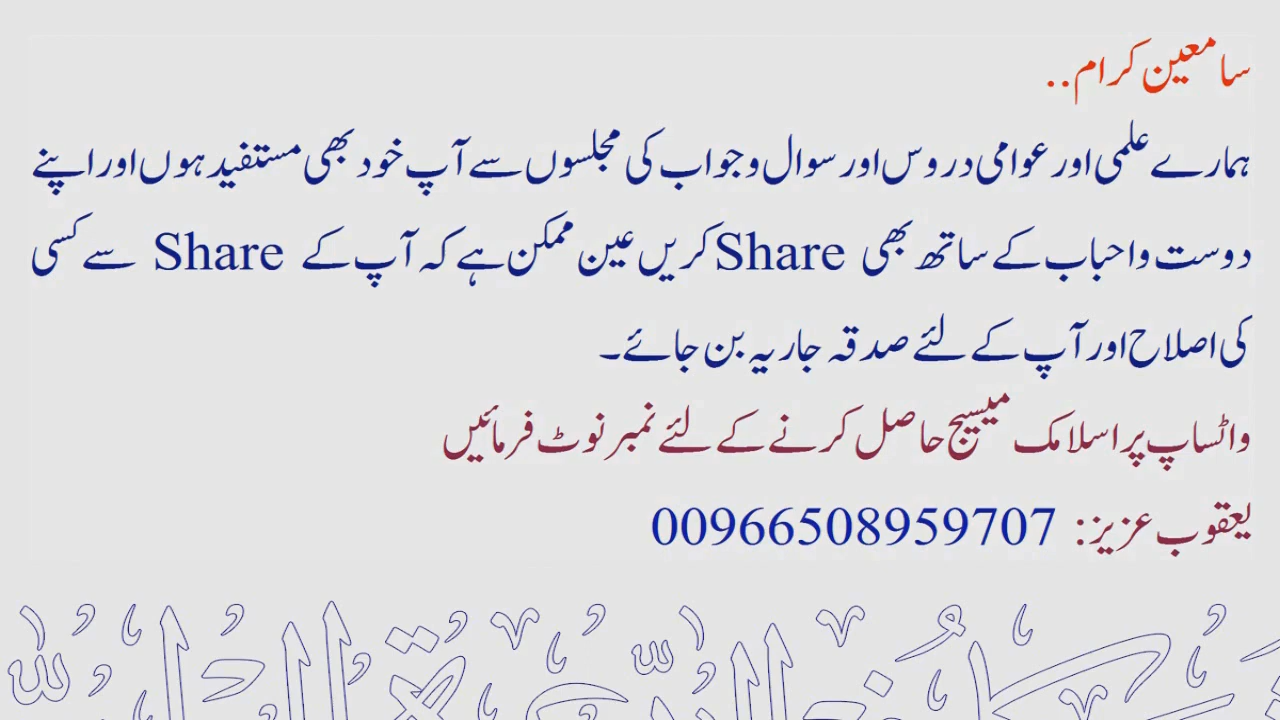 سامعین کرام..
ہمارے علمی اور عوامی دروس اور سوال و جواب کی مجلسوں سے آپ خود بھی مستفید ہوں اور اپنے
دوست و احباب کے ساتھ بھی Share کریں عین ممکن ہے کہ آپ کے Share سے کسی
کی اصلاح اور آپ کے لئے صدقہ جاریہ بن جائے۔
واٹساپ پر اسلامک میسیج حاصل کرنے کے لئے نمبر نوٹ فرمائیں
یعقوب عزیز: 00966508959707